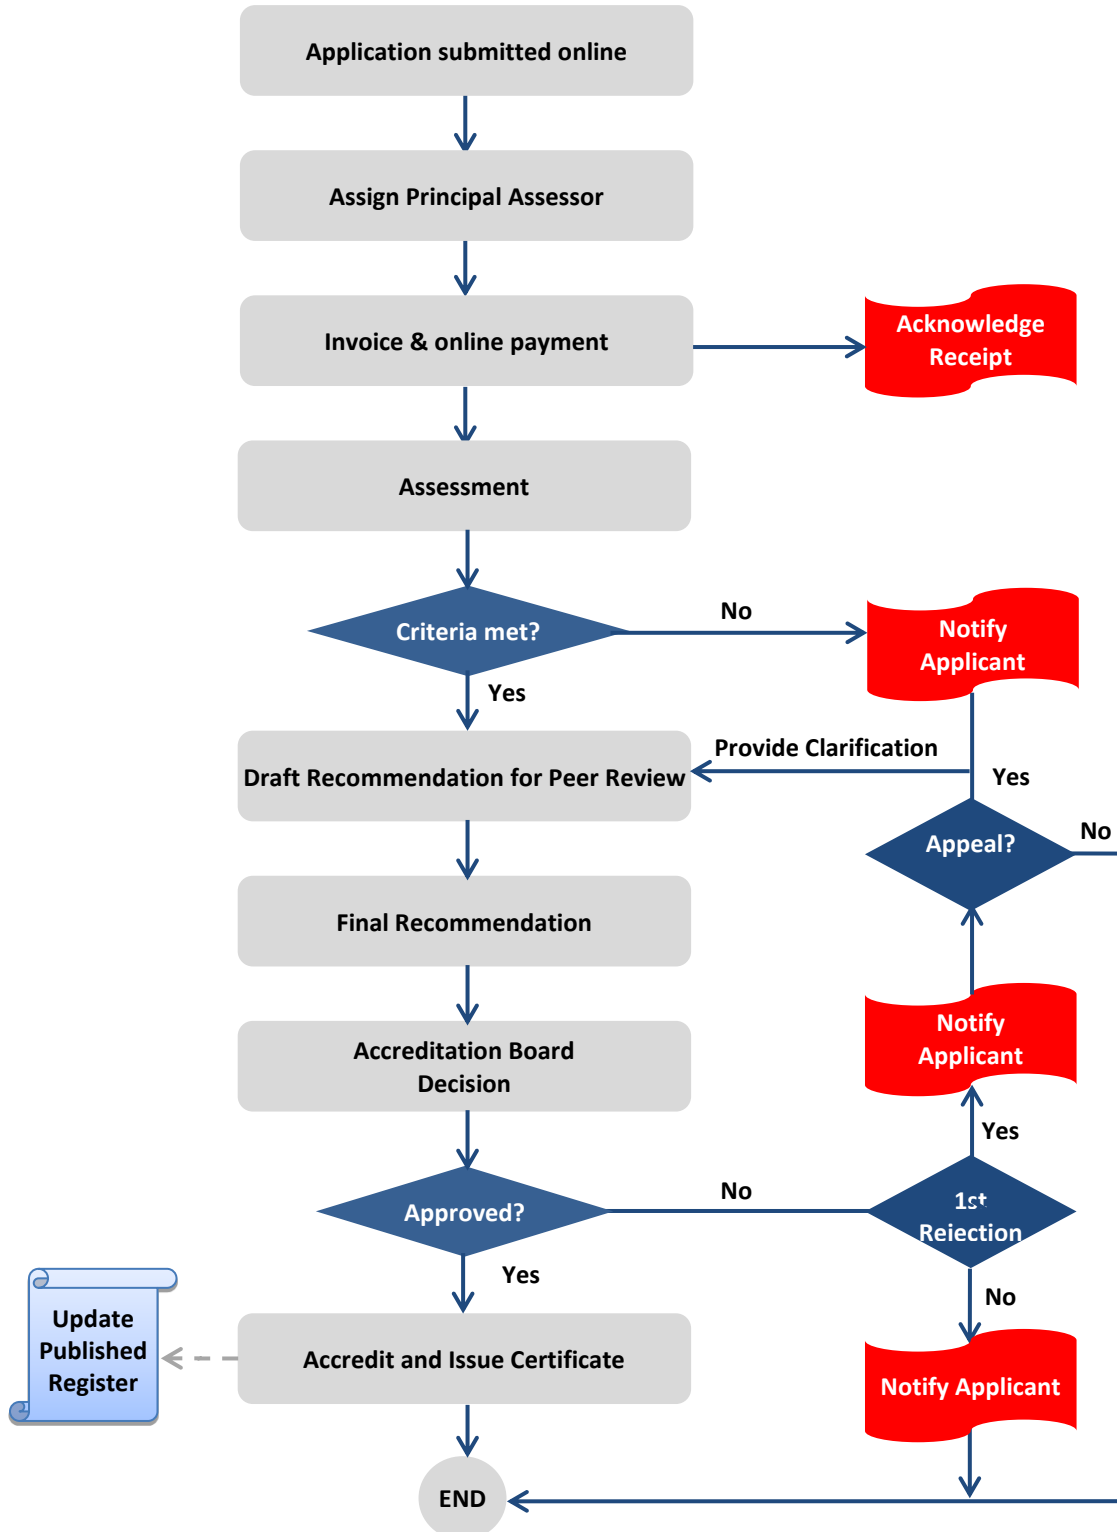 Application submitted online
Assign Principal Assessor
Invoice & online payment
Acknowledge
Receipt
Assessment
Criteria met?
No
Notify
Applicant
Yes
Provide Clarification
Draft Recommendation for Peer Review
Yes
Appeal?
No
Final Recommendation
Notify
Applicant
Accreditation Board
Decision
Yes
Approved?
No
1st
Rejection
Yes
No
Update
Published
Register
Accredit and Issue Certificate
Notify Applicant
END